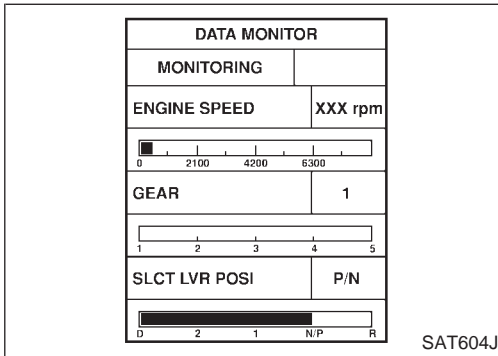 DATA MONITOR
MONITORING
ENGINE SPEED XXX rpm
0 2100 4200 6300
GEAR 1
1 2 3 4 5
SLCT LVR POSI P/N
D 2 1 N/P R
SAT604J